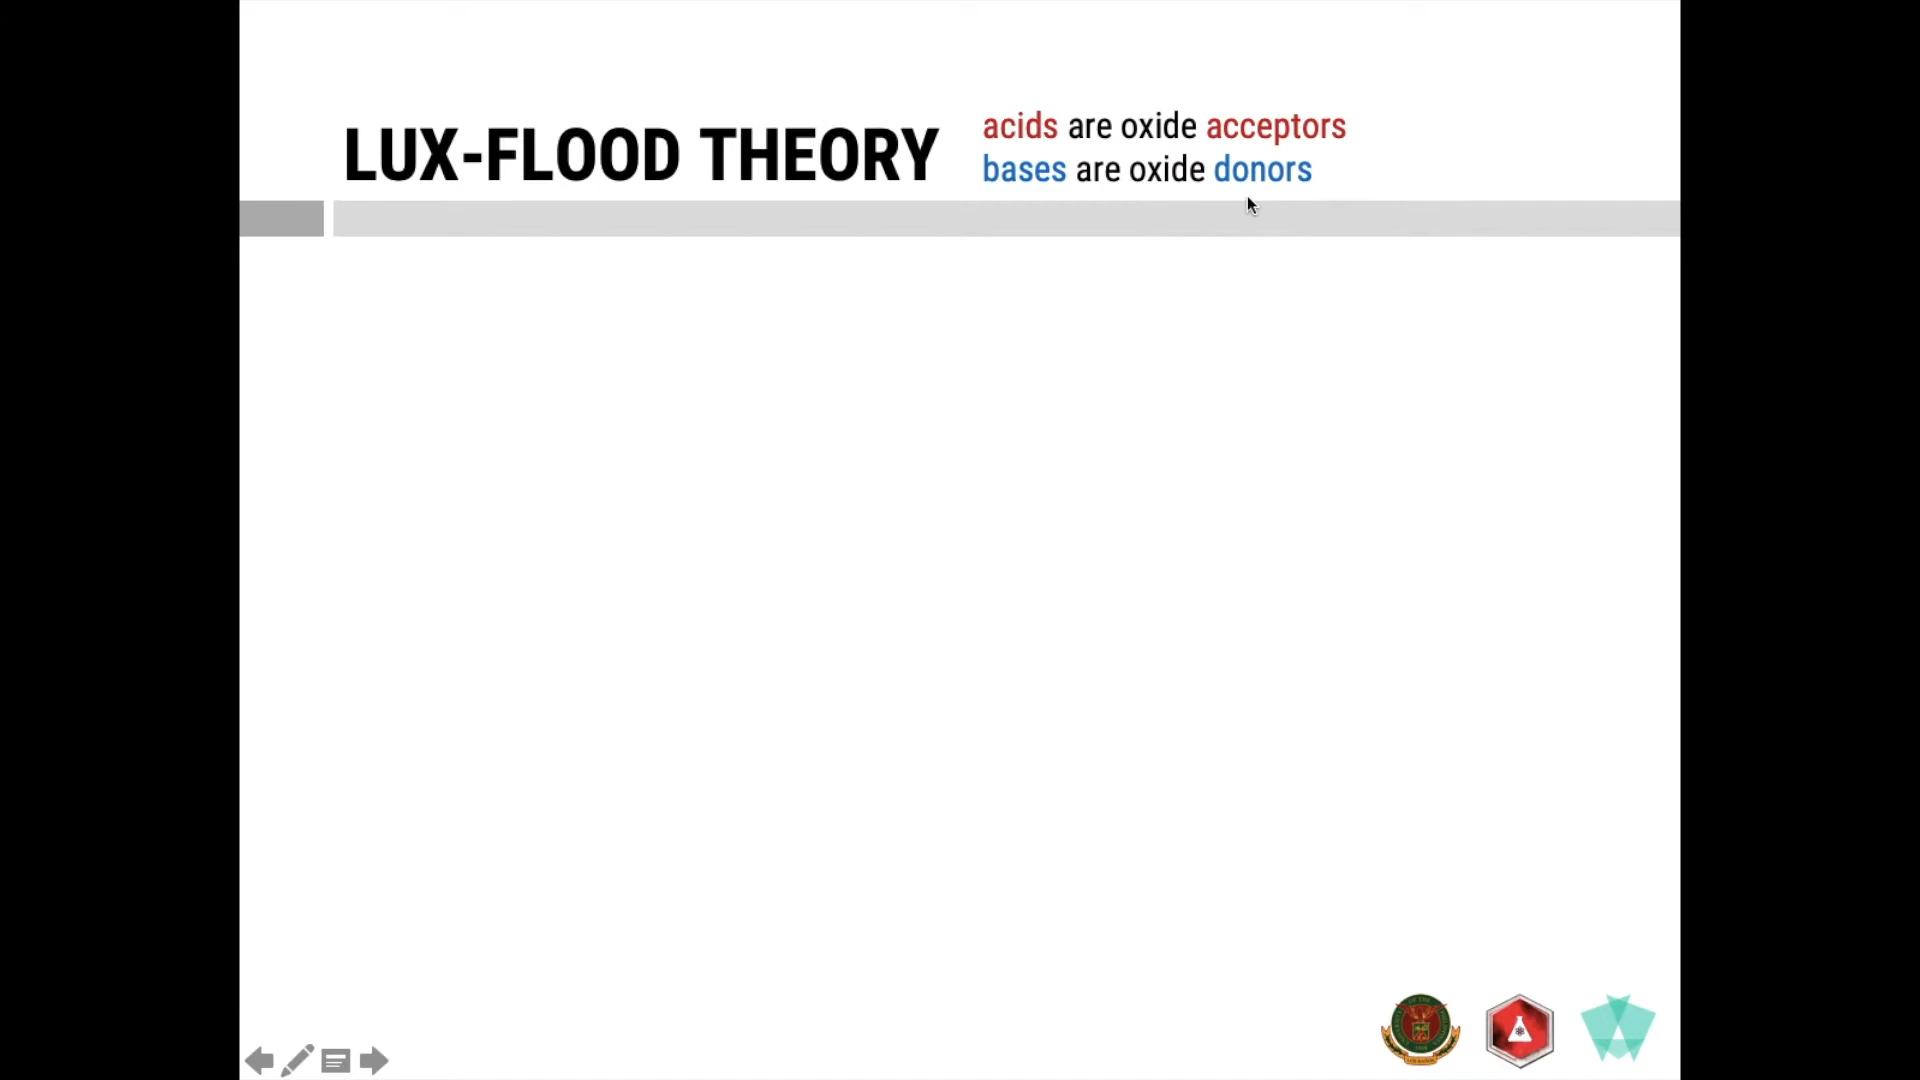 LUX-FLOOD THEORY
acids are oxide acceptors
bases are oxide donors